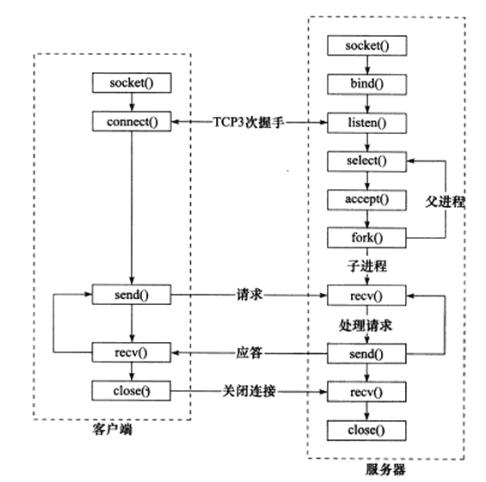 socket()
connect()
send()
recv()
close()
客户端
TCP3次握手
请求
应答
关闭连接
socket()
bind()
listen()
select()
accept()
fork()
父进程
子进程
recv()
处理请求
send()
recv()
close()
服务器